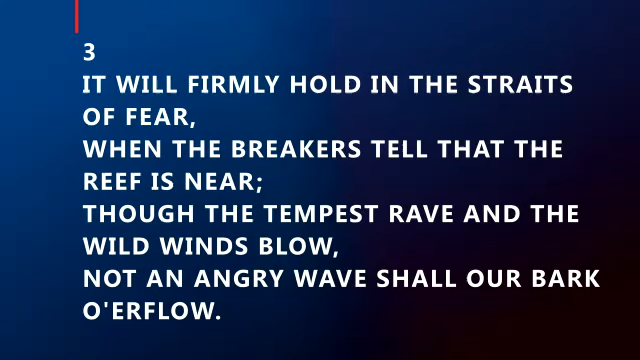 3
IT WILL FIRMLY HOLD IN THE STRAITS
OF FEAR,
WHEN THE BREAKERS TELL THAT THE
REEF IS NEAR;
THOUGH THE TEMPEST RAVE AND THE
WILD WINDS BLOW,
NOT AN ANGRY WAVE SHALL OUR BARK
O'ERFLOW.